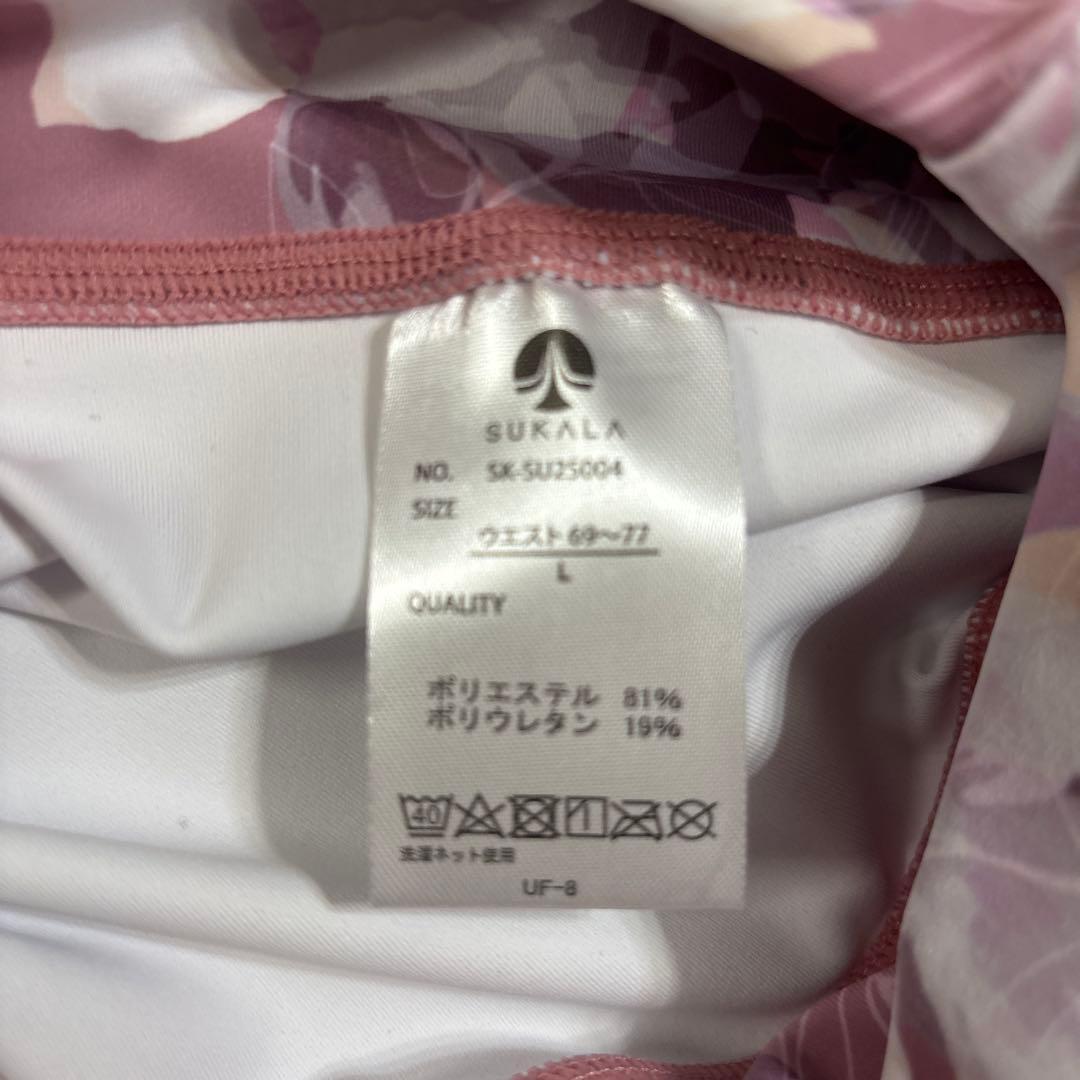 SUKALA
NO. SK-SU25004
SIZE
ウエスト 69〜77
L
QUALITY
ポリエステル 81%
ポリウレタン 19%
40
洗濯ネット使用
UF-8